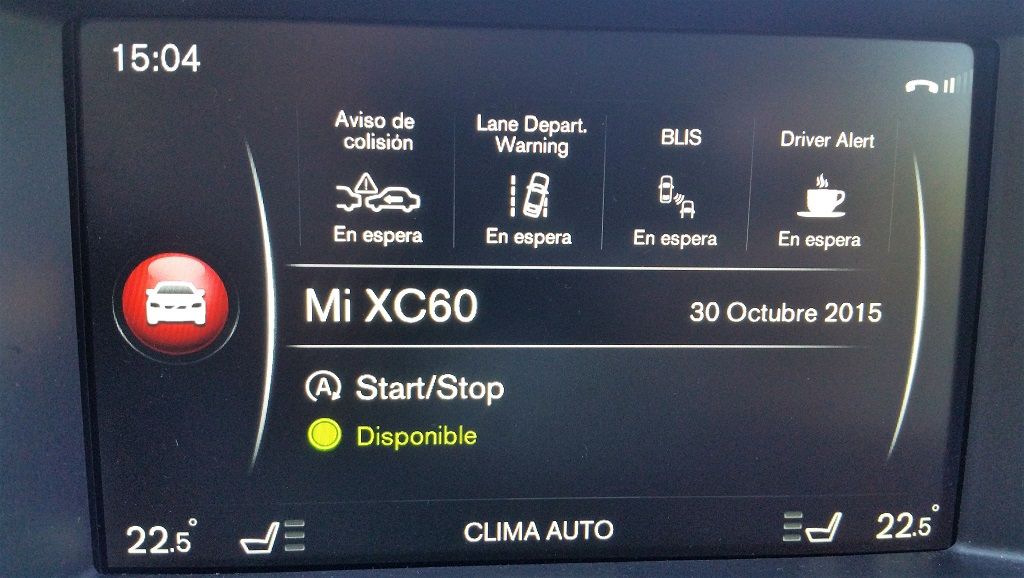 15:04
Aviso de
colisión
En espera
Lane Depart.
Warning
En espera
BLIS
En espera
Driver Alert
En espera
Mi XC60
30 Octubre 2015
A Start/Stop
Disponible
22.5°
CLIMA AUTO
22.5°